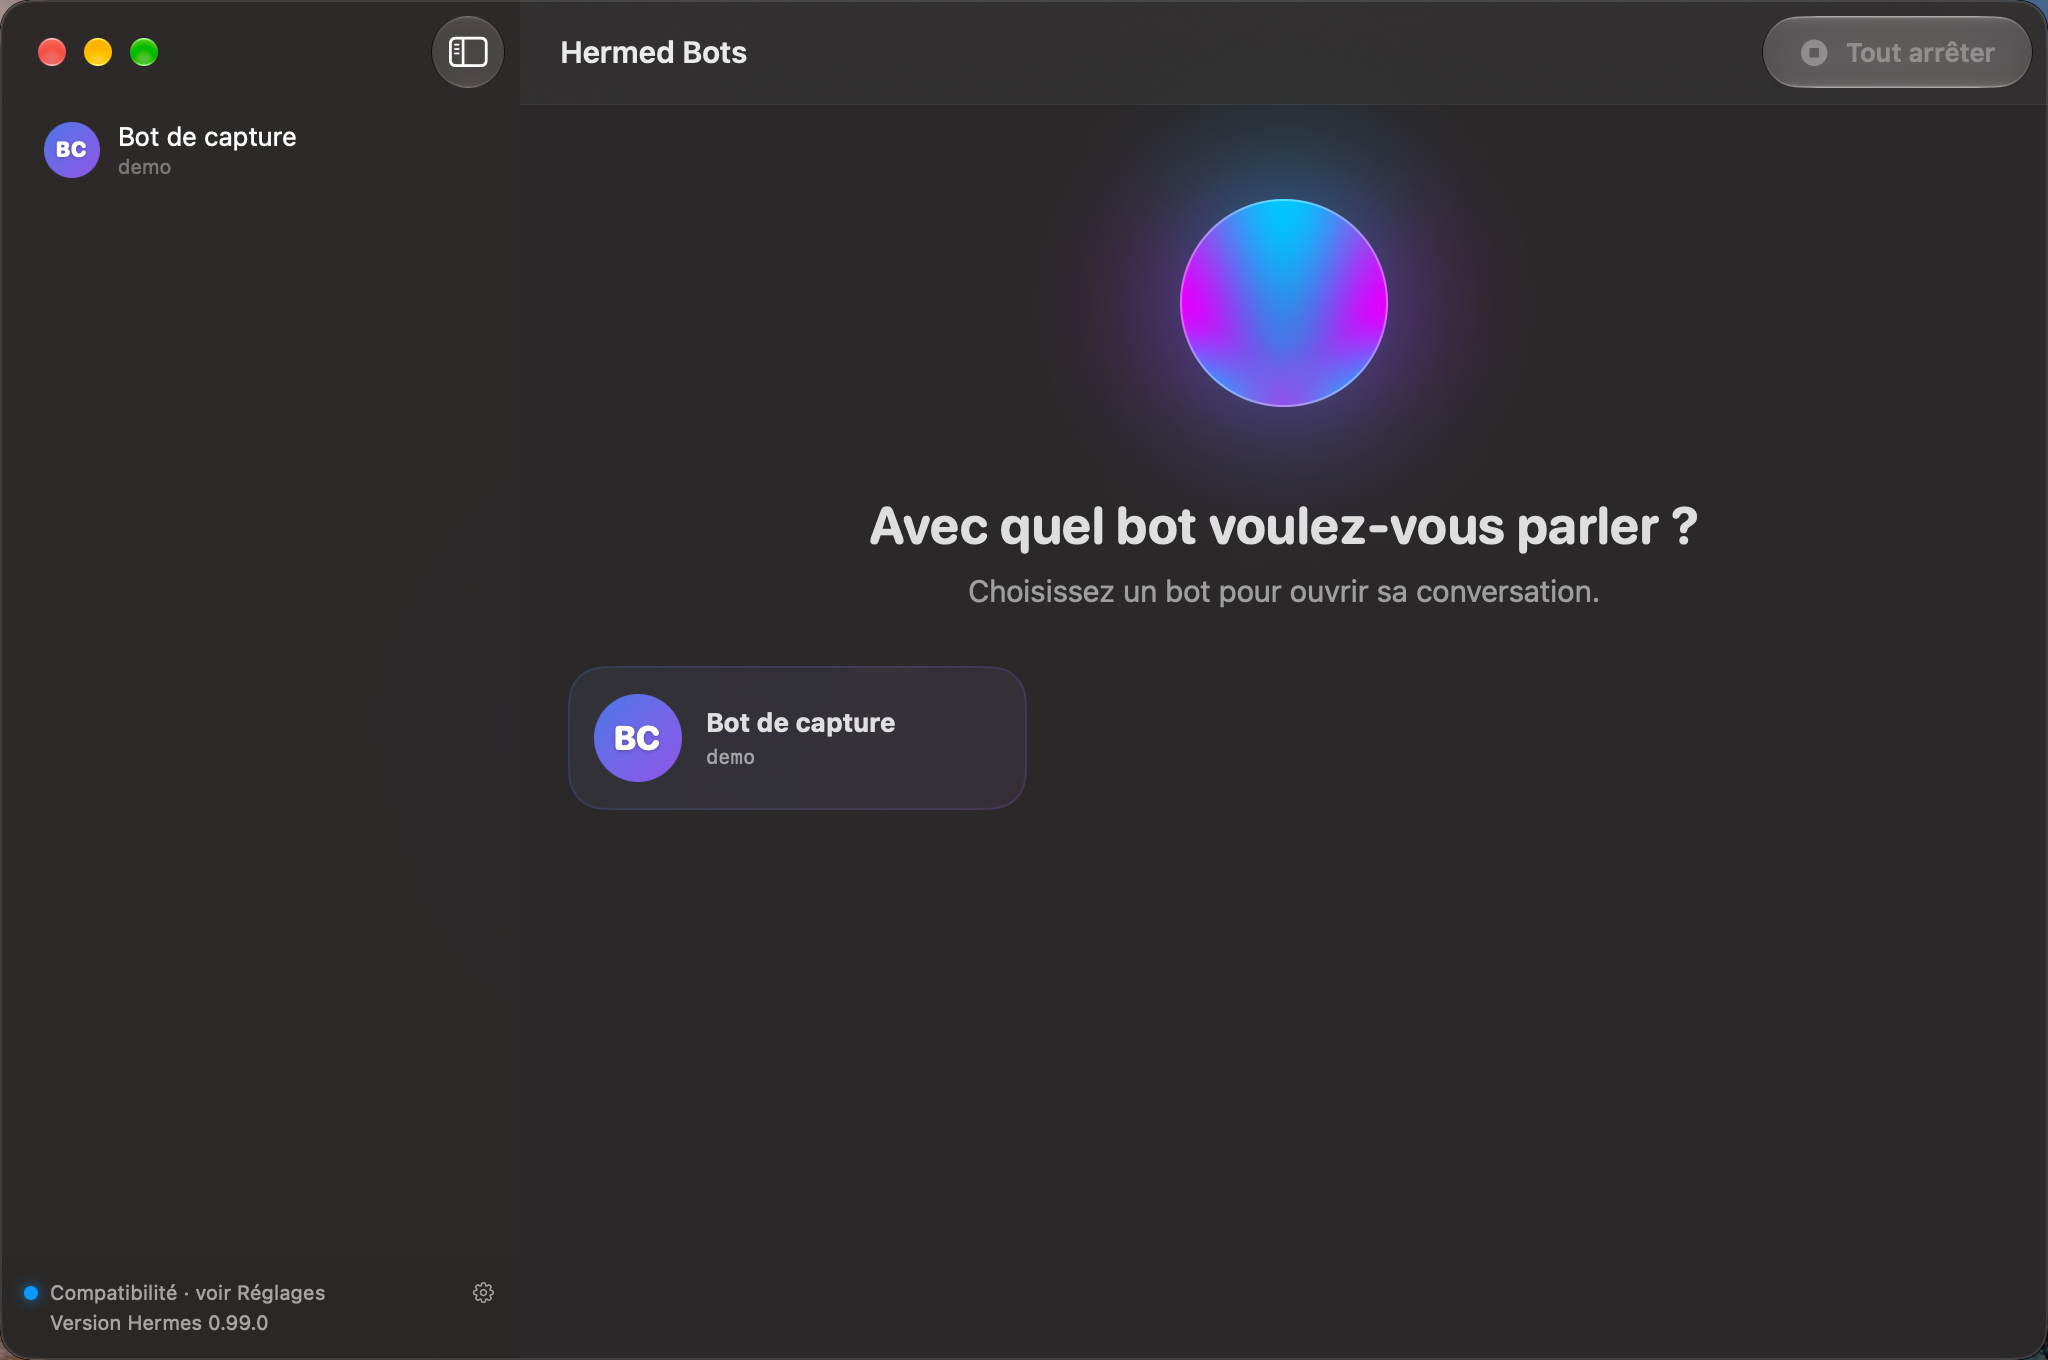 Hermed Bots
Tout arrêter
BC
Bot de capture
demo
Avec quel bot voulez-vous parler ?
Choisissez un bot pour ouvrir sa conversation.
BC
Bot de capture
demo
Compatibilité · voir Réglages
Version Hermes 0.99.0